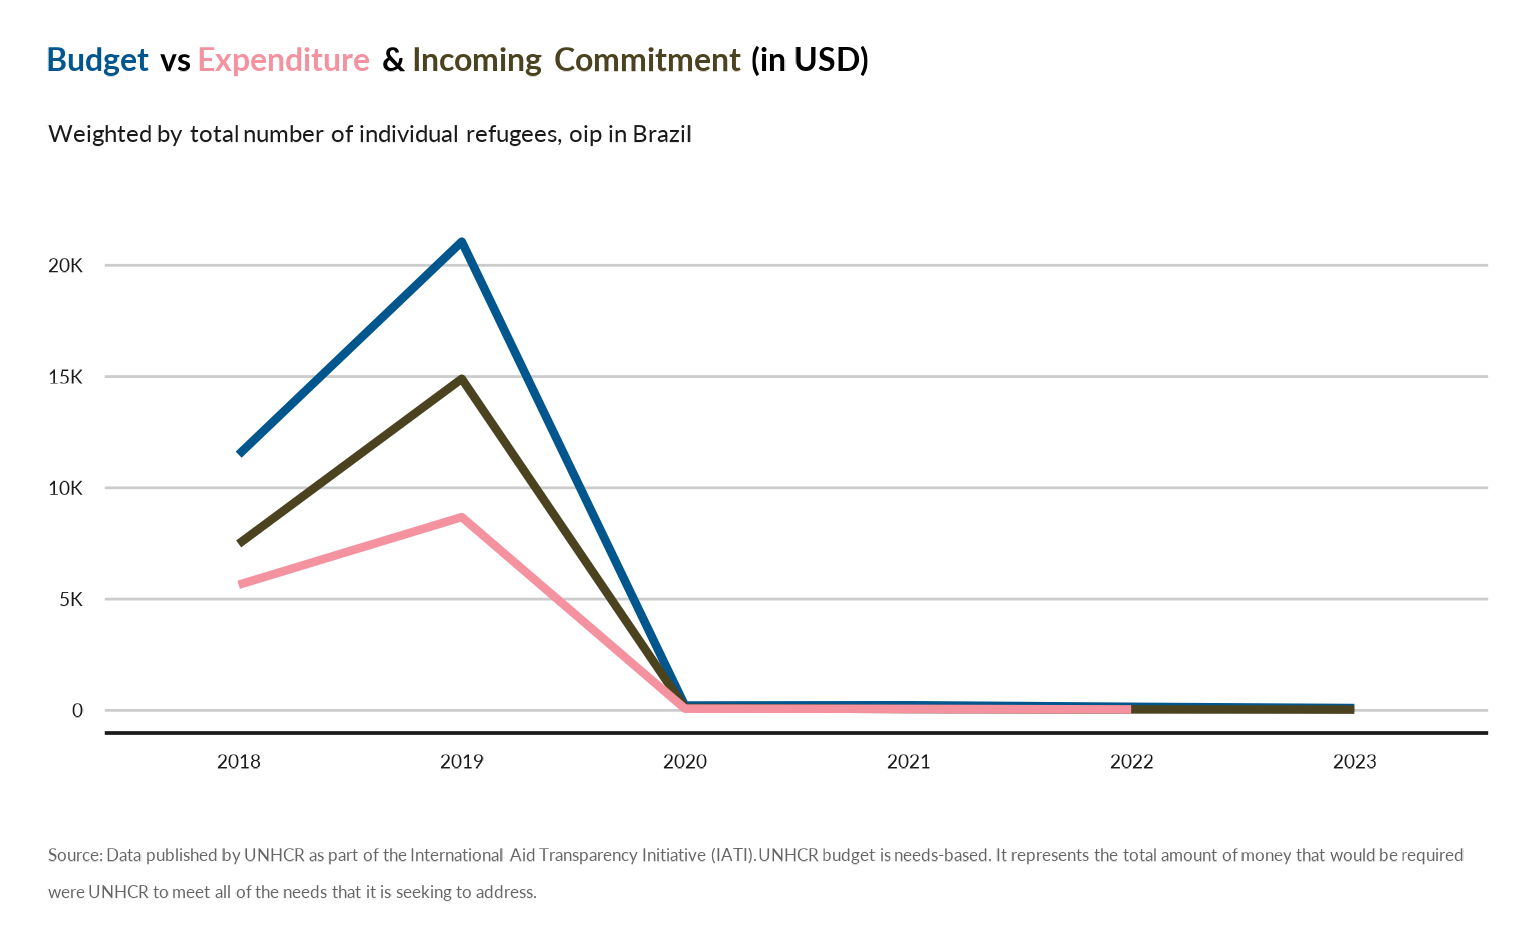 Budget vs Expenditure & Incoming Commitment (in USD)
Weighted by total number of individual refugees, oip in Brazil
20K
15K
10K
5K
0
2018 2019 2020 2021 2022 2023
Source: Data published by UNHCR as part of the International Aid Transparency Initiative (IATI).UNHCR budget is needs-based. It represents the total amount of money that would be required
were UNHCR to meet all of the needs that it is seeking to address.